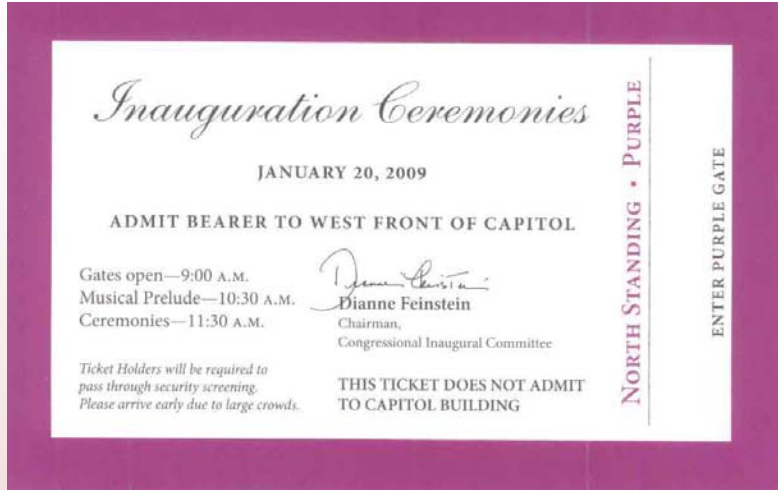 Inauguration Ceremonies
JANUARY 20, 2009
ADMIT BEARER TO WEST FRONT OF CAPITOL
Gates open—9:00 A.M.
Musical Prelude—10:30 A.M.
Ceremonies—11:30 A.M.
Dianne Feinstein
Dianne Feinstein
Chairman,
Congressional Inaugural Committee
Ticket Holders will be required to
pass through security screening.
Please arrive early due to large crowds.
THIS TICKET DOES NOT ADMIT
TO CAPITOL BUILDING
NORTH STANDING • PURPLE
ENTER PURPLE GATE